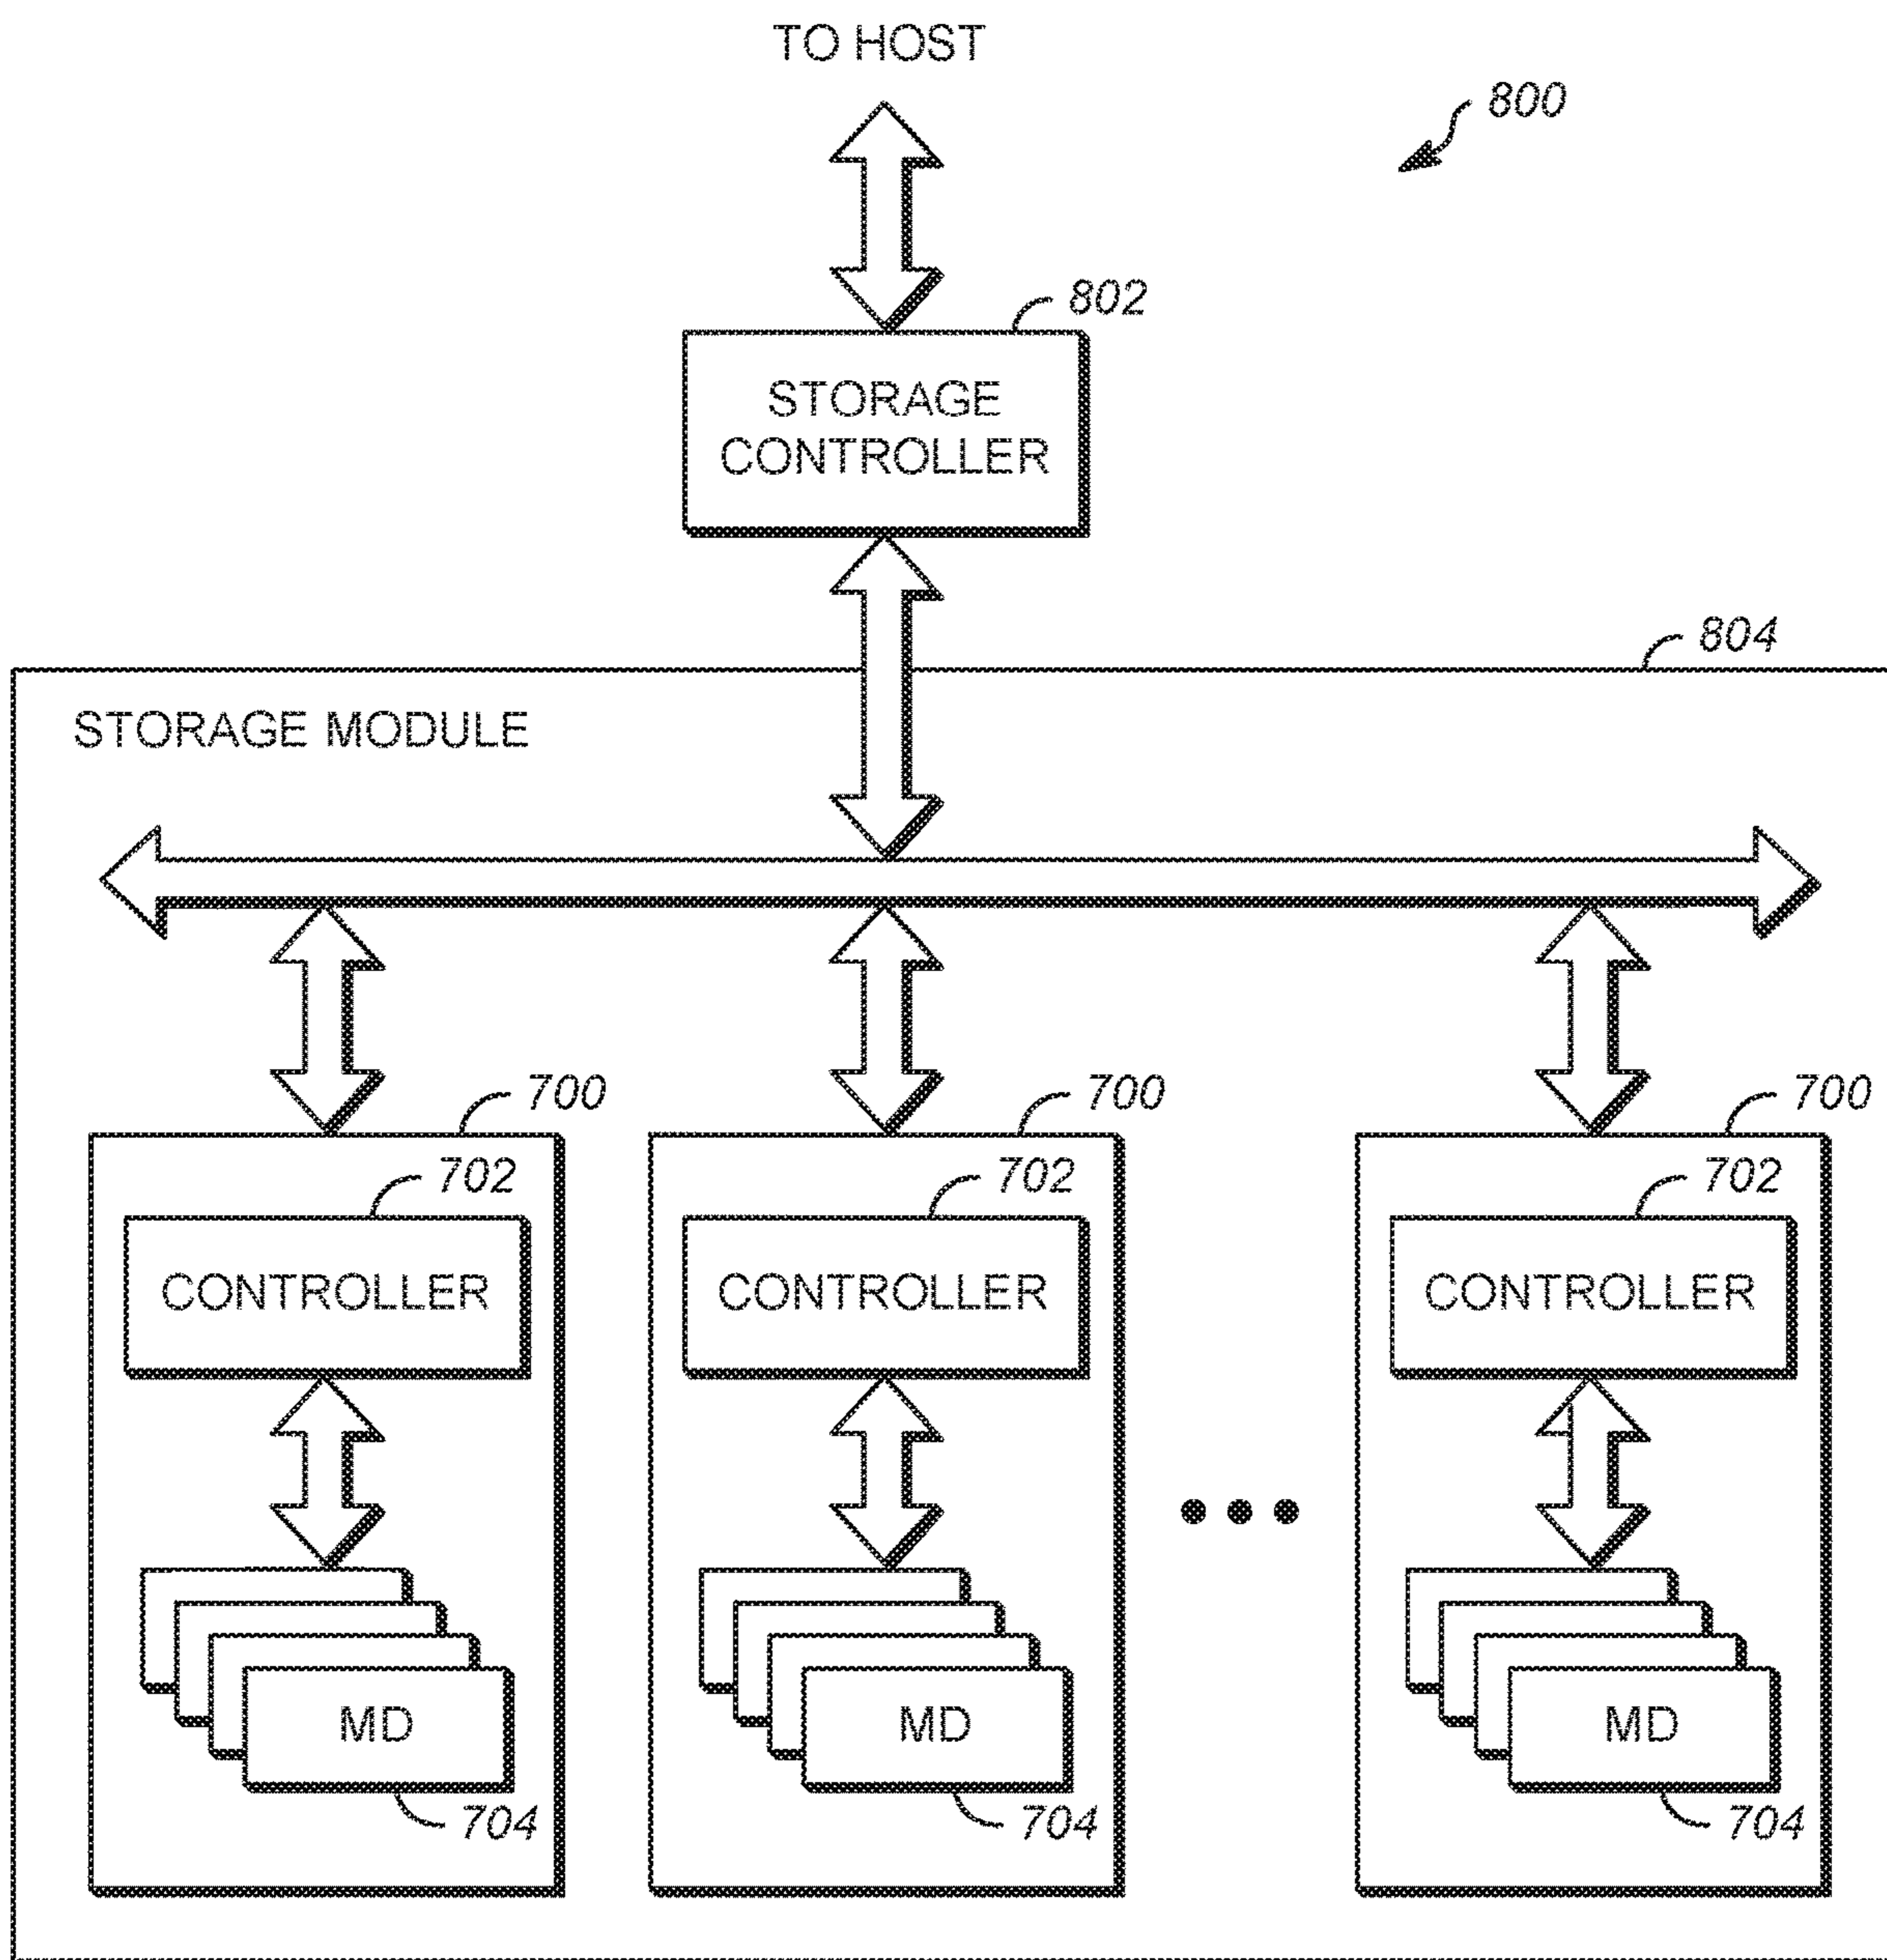 TO HOST
800
802
STORAGE
CONTROLLER
804
STORAGE MODULE
700
700
700
702
702
702
CONTROLLER
CONTROLLER
CONTROLLER
MD
MD
MD
704
704
704